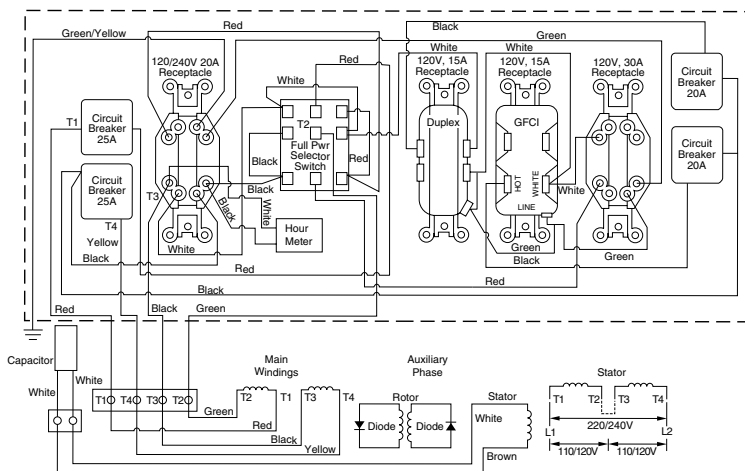 Red
Black
Red
Green/Yellow
Green
White
White
120/240V 20A
Receptacle
Red
120V, 15A
Receptacle
120V, 15A
Receptacle
120V, 30A
Receptacle
Circuit
Breaker
20A
White
T1
Circuit
Breaker
25A
T2
Full Pwr
Selector
Switch
Duplex
GFCI
Circuit
Breaker
20A
Black
Red
Circuit
Breaker
25A
T3
Black
HOT
WHITE
White
Black
White
LINE
T4
Hour
Meter
Yellow
White
Green
Black
Red
Black
Green
Red
Black
Red
Black
Green
Capacitor
White
White
Main
Windings
Auxiliary
Phase
Stator
Stator
T1
T4
T3
T2
T2
T1
T3
T4
Rotor
T1
T2
T3
T4
Green
White
Red
Diode
Diode
220/240V
L1
L2
Black
Yellow
Brown
110/120V
110/120V